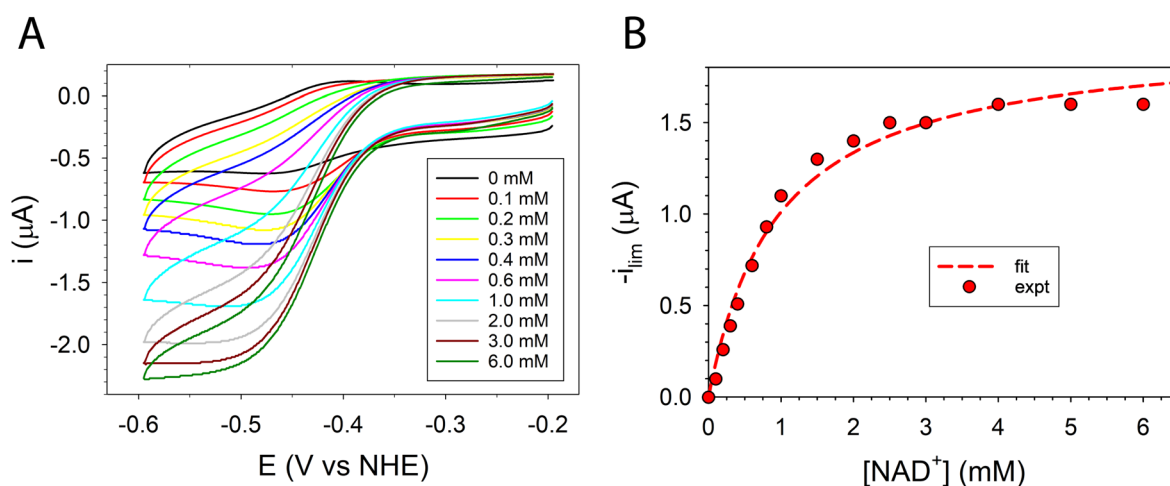 A
0.0
-0.5
-1.0
-1.5
-2.0
i (μA)
0 mM
0.1 mM
0.2 mM
0.3 mM
0.4 mM
0.6 mM
1.0 mM
2.0 mM
3.0 mM
6.0 mM
-0.6 -0.5 -0.4 -0.3 -0.2
E (V vs NHE)
B
1.5
1.0
0.5
0.0
-i_lim (μA)
fit
expt
0 1 2 3 4 5 6
[NAD⁺] (mM)